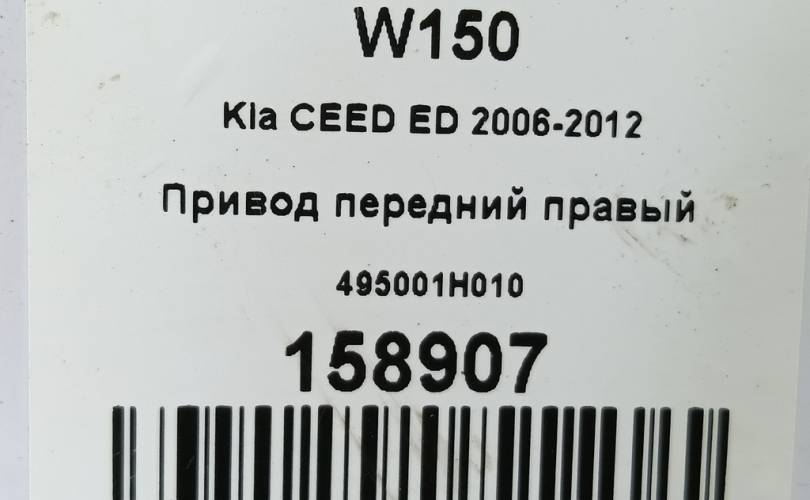 W150
Kia CEED ED 2006-2012
Привод передний правый
495001H010
158907